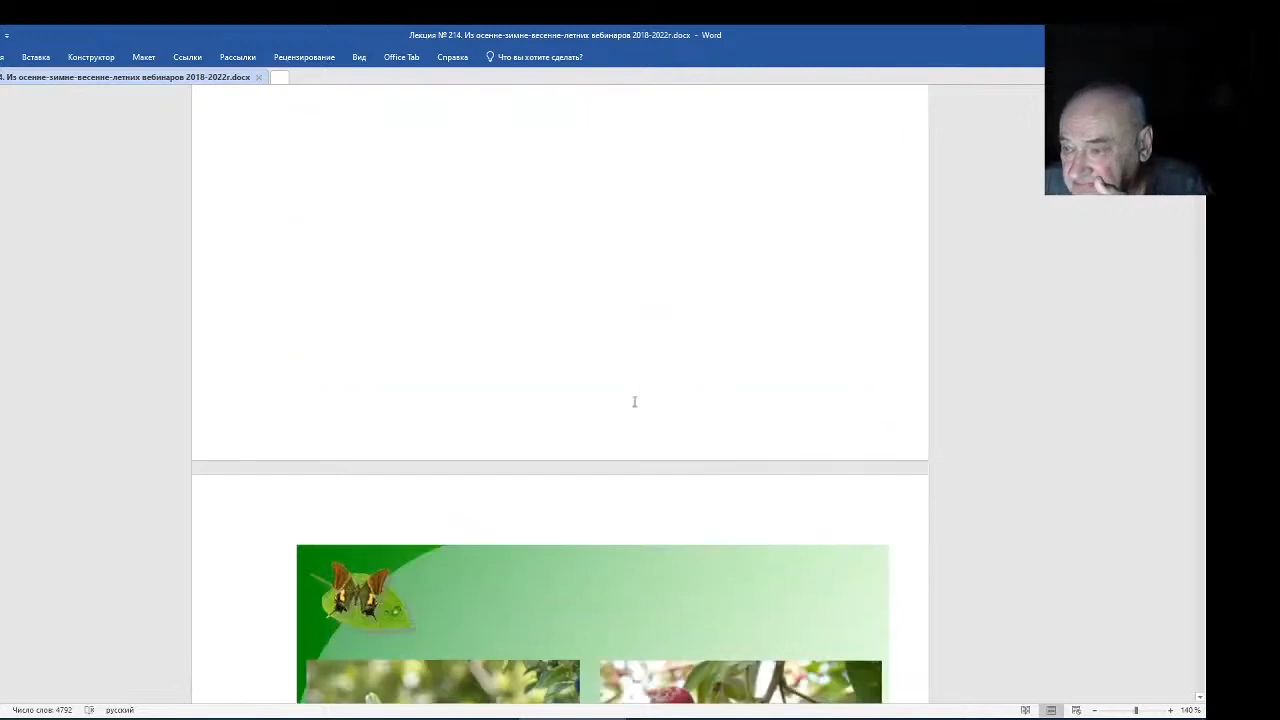 Лекция № 214. Из осенне-зимне-весенне-летних вебинаров 2018-2022г.docx - Word
Вставка Конструктор Макет Ссылки Рассылки Рецензирование Вид Office Tab Справка Что вы хотите сделать?
4. Из осенне-зимне-весенне-летних вебинаров 2018-2022г.docx
Число слов: 4792 русский 140 %